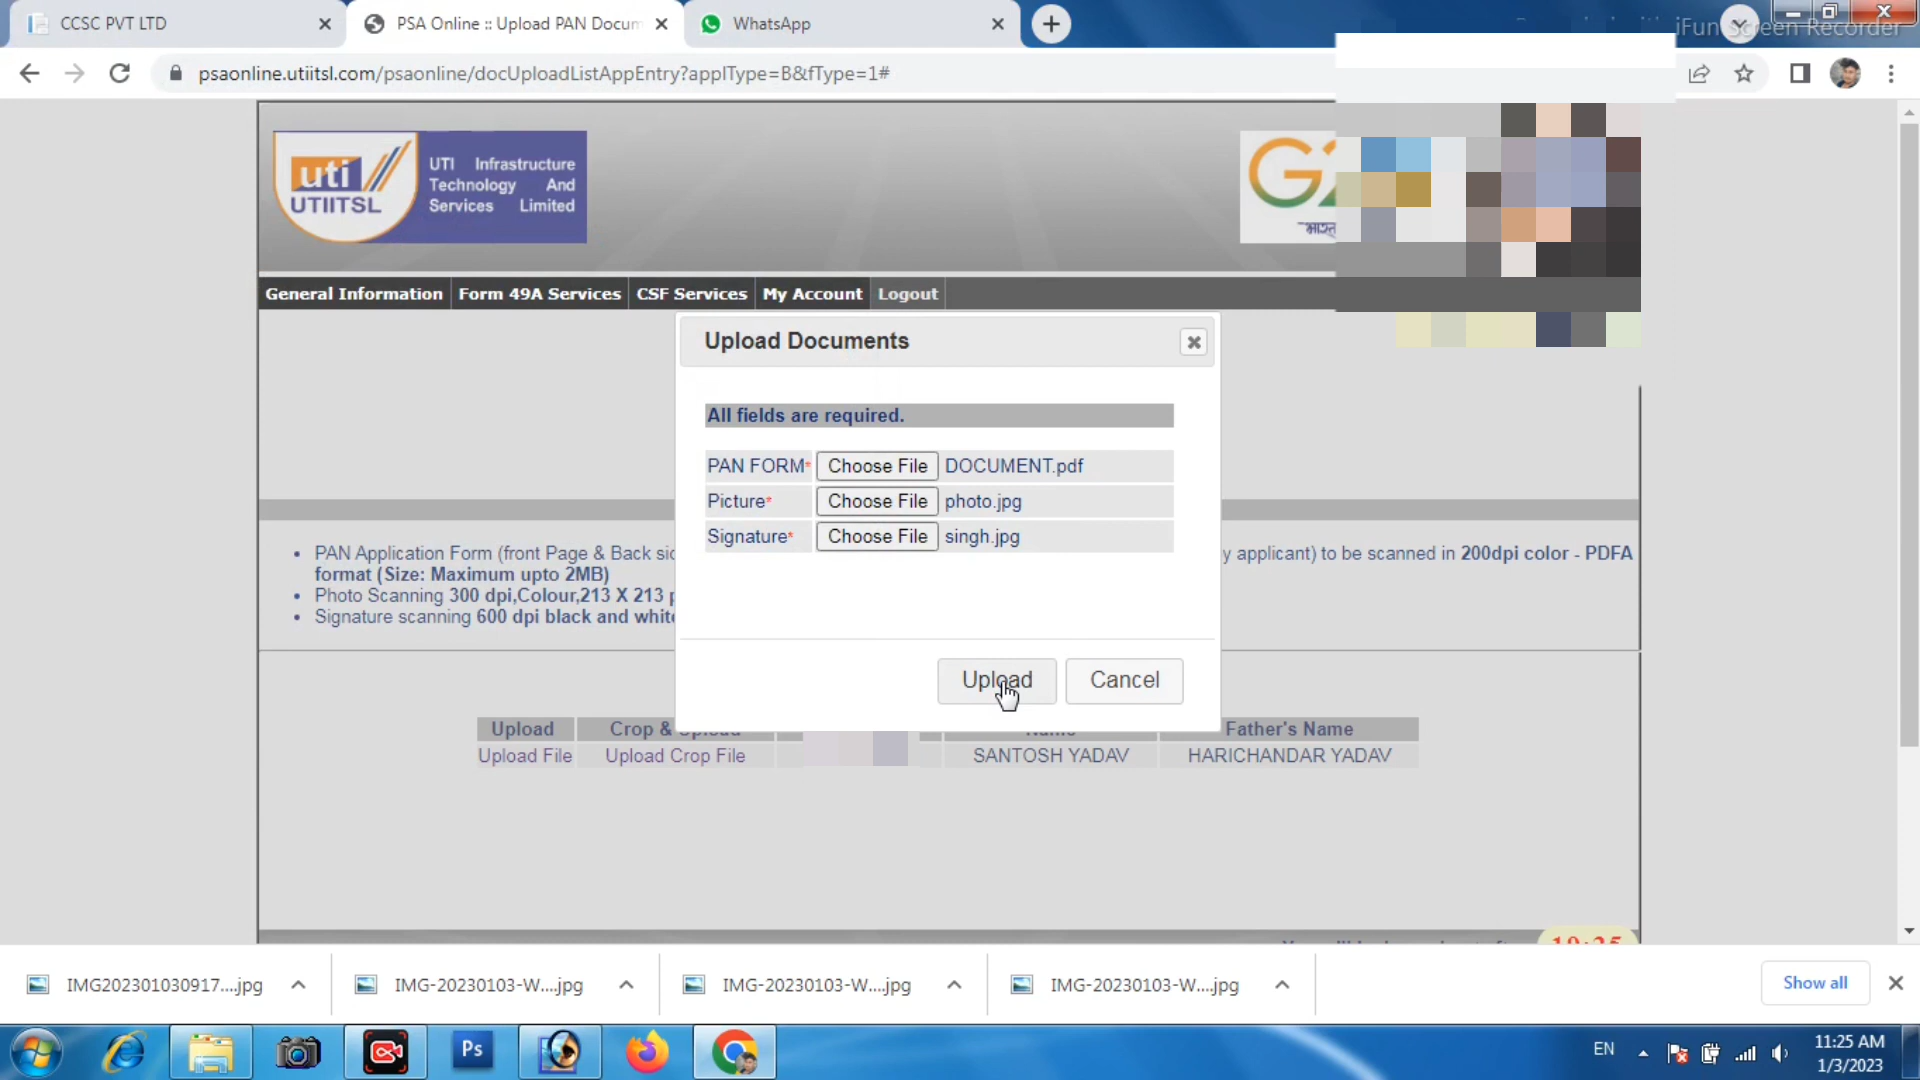 CCSC PVT LTD
PSA Online :: Upload PAN Docum
WhatsApp
iFun Screen Recorder
psaonline.utiitsl.com/psaonline/docUploadListAppEntry?applType=B&fType=1#
uti
UTIITSL
UTI Infrastructure
Technology And
Services Limited
General Information
Form 49A Services
CSF Services
My Account
Logout
Upload Documents
All fields are required.
PAN FORM* Choose File DOCUMENT.pdf
Picture* Choose File photo.jpg
Signature* Choose File singh.jpg
Upload
Cancel
PAN Application Form (front Page & Back sid
y applicant) to be scanned in 200dpi color - PDFA
format (Size: Maximum upto 2MB)
Photo Scanning 300 dpi,Colour,213 X 213 p
Signature scanning 600 dpi black and white
Upload
Crop & Upload
Name
Father's Name
Upload File
Upload Crop File
SANTOSH YADAV
HARICHANDAR YADAV
IMG202301030917....jpg
IMG-20230103-W....jpg
IMG-20230103-W....jpg
IMG-20230103-W....jpg
Show all
Ps
EN
11:25 AM
1/3/2023